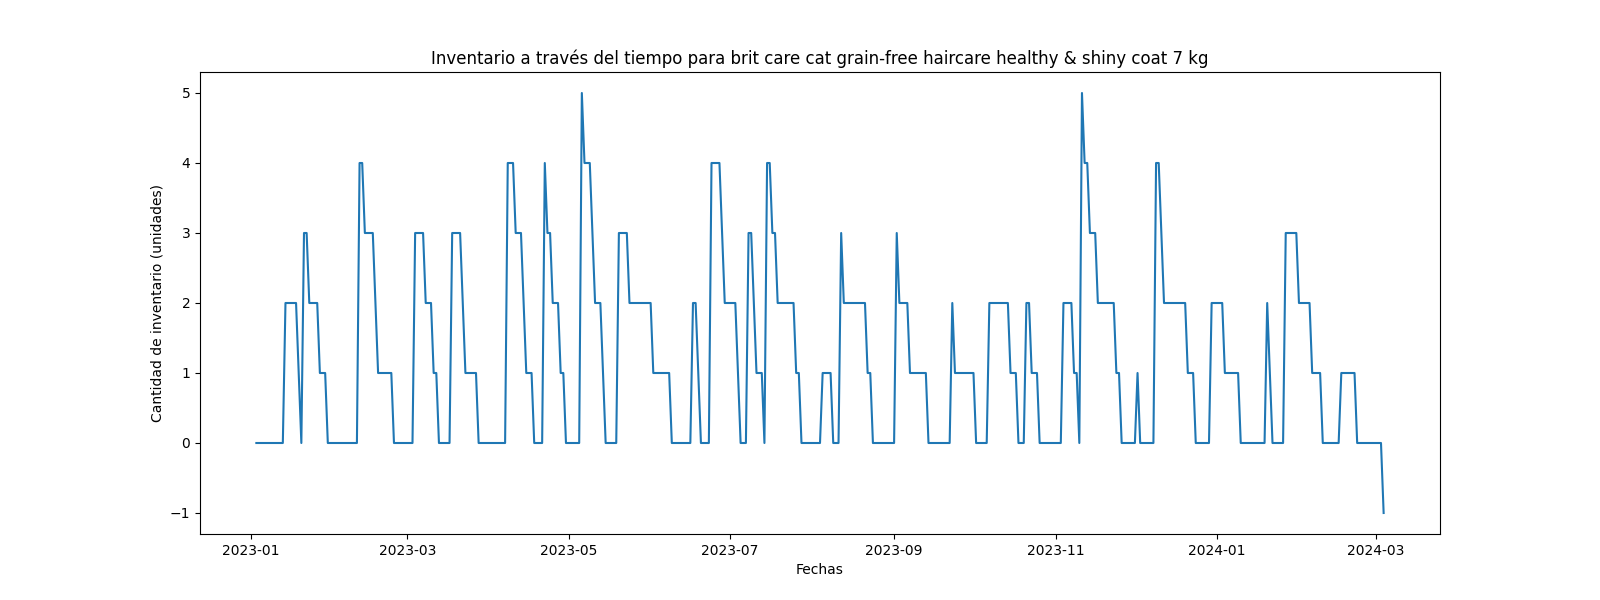 Inventario a través del tiempo para brit care cat grain-free haircare healthy & shiny coat 7 kg
Cantidad de inventario (unidades)
5
4
3
2
1
0
−1
2023-01 2023-03 2023-05 2023-07 2023-09 2023-11 2024-01 2024-03
Fechas